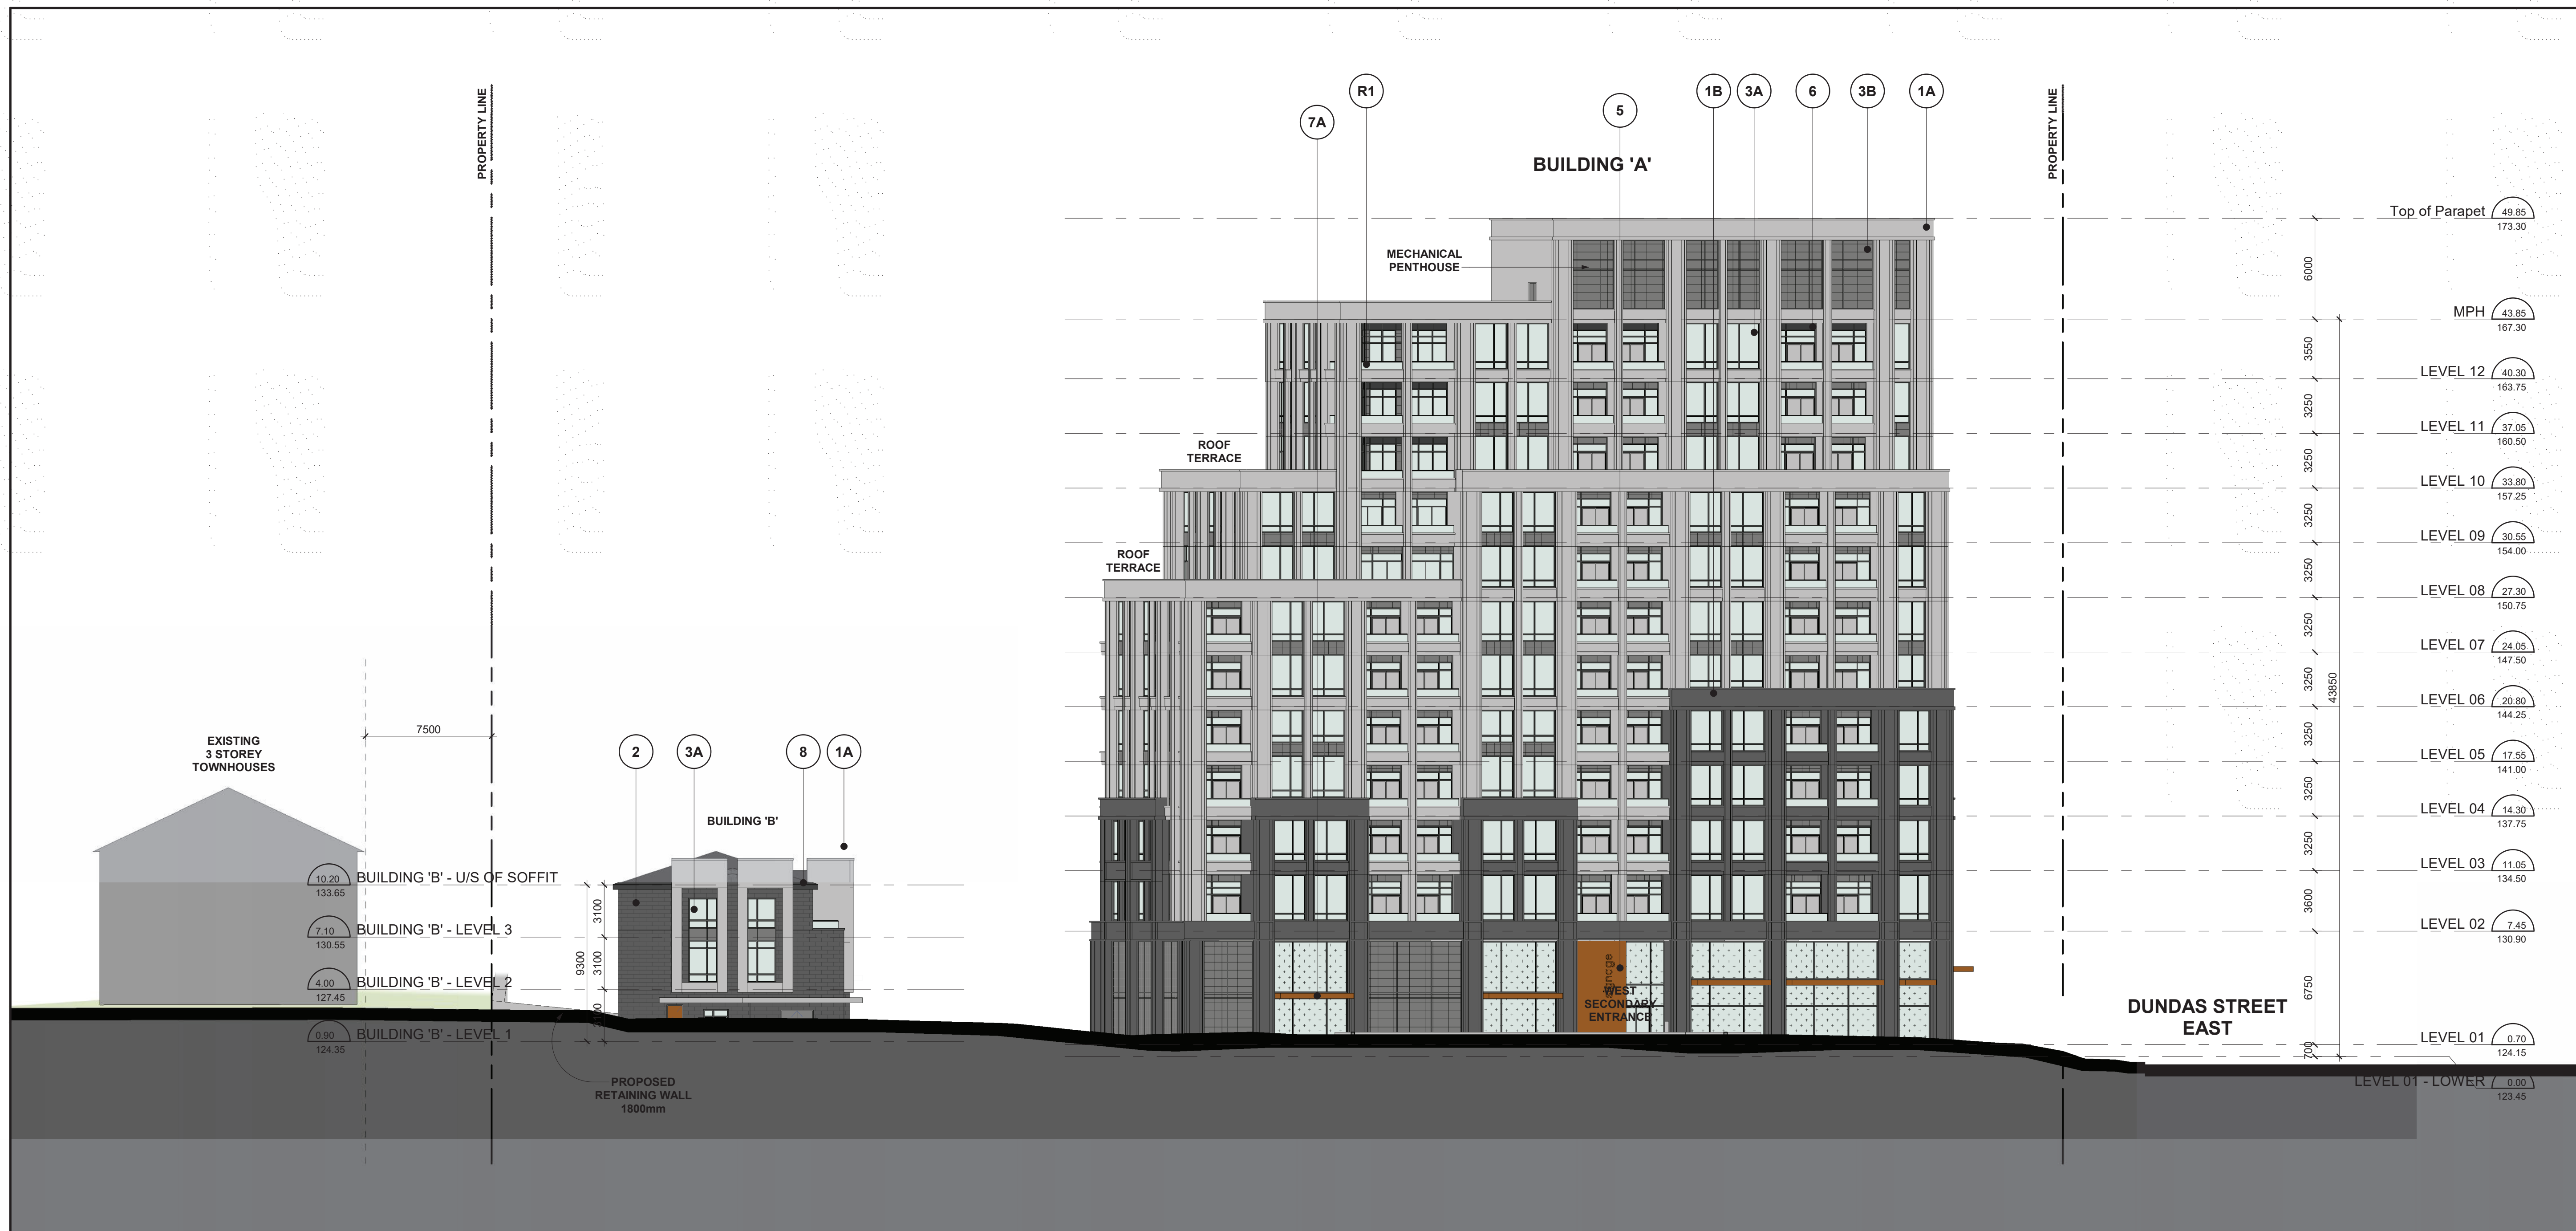 PROPERTY LINE
7A
R1
5
1B
3A
6
3B
1A
PROPERTY LINE
BUILDING 'A'
MECHANICAL
PENTHOUSE
ROOF
TERRACE
ROOF
TERRACE
Top of Parapet 49.85
173.30
6000
MPH 43.85
167.30
3550
LEVEL 12 40.30
163.75
3250
LEVEL 11 37.05
160.50
3250
LEVEL 10 33.80
157.25
3250
LEVEL 09 30.55
154.00
3250
LEVEL 08 27.30
150.75
3250
LEVEL 07 24.05
147.50
3250
43850
LEVEL 06 20.80
144.25
3250
LEVEL 05 17.55
141.00
3250
LEVEL 04 14.30
137.75
3250
LEVEL 03 11.05
134.50
3600
LEVEL 02 7.45
130.90
6750
LEVEL 01 0.70
124.15
700
LEVEL 01 - LOWER 0.00
123.45
DUNDAS STREET
EAST
7500
EXISTING
3 STOREY
TOWNHOUSES
2
3A
8
1A
BUILDING 'B'
10.20 BUILDING 'B' - U/S OF SOFFIT
133.65
3100
7.10 BUILDING 'B' - LEVEL 3
130.55
9300
3100
4.00 BUILDING 'B' - LEVEL 2
127.45
3100
0.90 BUILDING 'B' - LEVEL 1
124.35
PROPOSED
RETAINING WALL
1800mm
WEST
SECONDARY
ENTRANCE